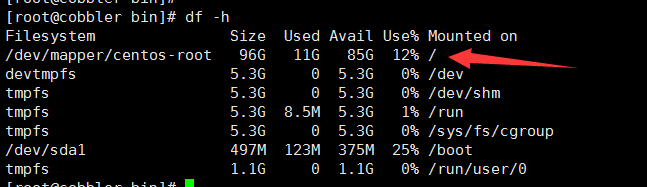 [root@cobbler bin]#
[root@cobbler bin]# df -h
Filesystem Size Used Avail Use% Mounted on
/dev/mapper/centos-root 96G 11G 85G 12% /
devtmpfs 5.3G 0 5.3G 0% /dev
tmpfs 5.3G 0 5.3G 0% /dev/shm
tmpfs 5.3G 8.5M 5.3G 1% /run
tmpfs 5.3G 0 5.3G 0% /sys/fs/cgroup
/dev/sda1 497M 123M 375M 25% /boot
tmpfs 1.1G 0 1.1G 0% /run/user/0
[root@cobbler bin]#